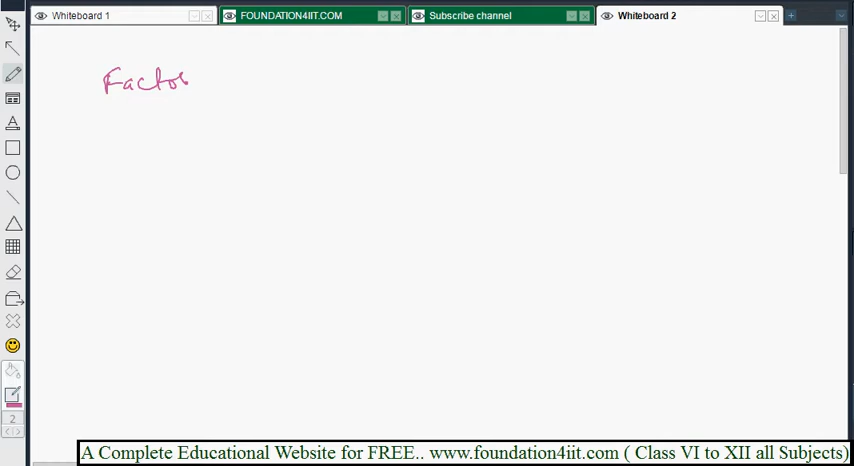 Whiteboard 1 FOUNDATION4IIT.COM Subscribe channel Whiteboard 2
Factor
2
A Complete Educational Website for FREE.. www.foundation4iit.com ( Class VI to XII all Subjects)